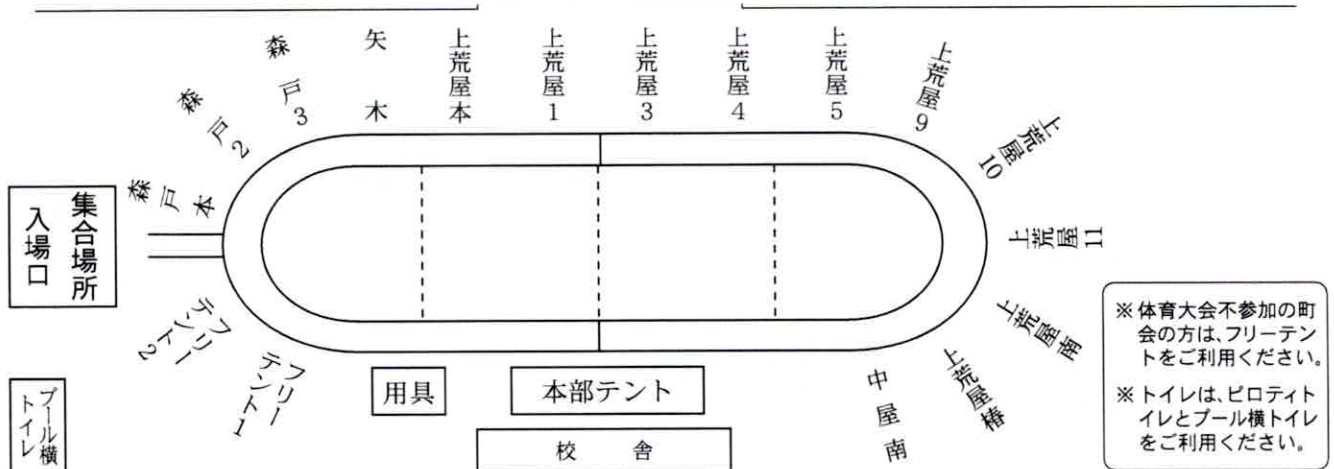 森戸本
森戸2
森戸3
矢木
上荒屋本
上荒屋1
上荒屋3
上荒屋4
上荒屋5
上荒屋9
上荒屋10
上荒屋11
上荒屋南
上荒屋椿
中屋南
集合場所
入場口
フリー
テント2
フリー
テント1
用具
本部テント
校舎
プール横
トイレ
※体育大会不参加の町
会の方は、フリーテン
トをご利用ください。
※トイレは、ピロティト
イレとプール横トイレ
をご利用ください。